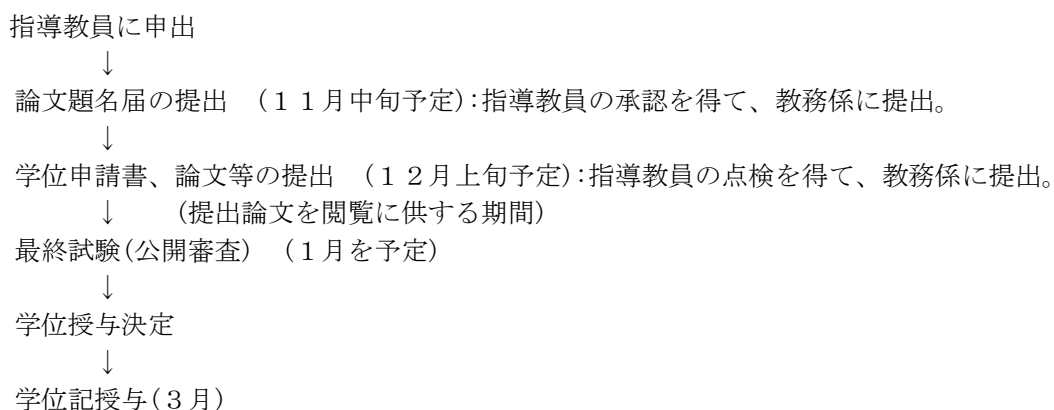 指導教員に申出
↓
論文題名届の提出　(11月中旬予定):指導教員の承認を得て、教務係に提出。
↓
学位申請書、論文等の提出　(12月上旬予定):指導教員の点検を得て、教務係に提出。
↓　(提出論文を閲覧に供する期間)
最終試験(公開審査)　(1月を予定)
↓
学位授与決定
↓
学位記授与(3月)